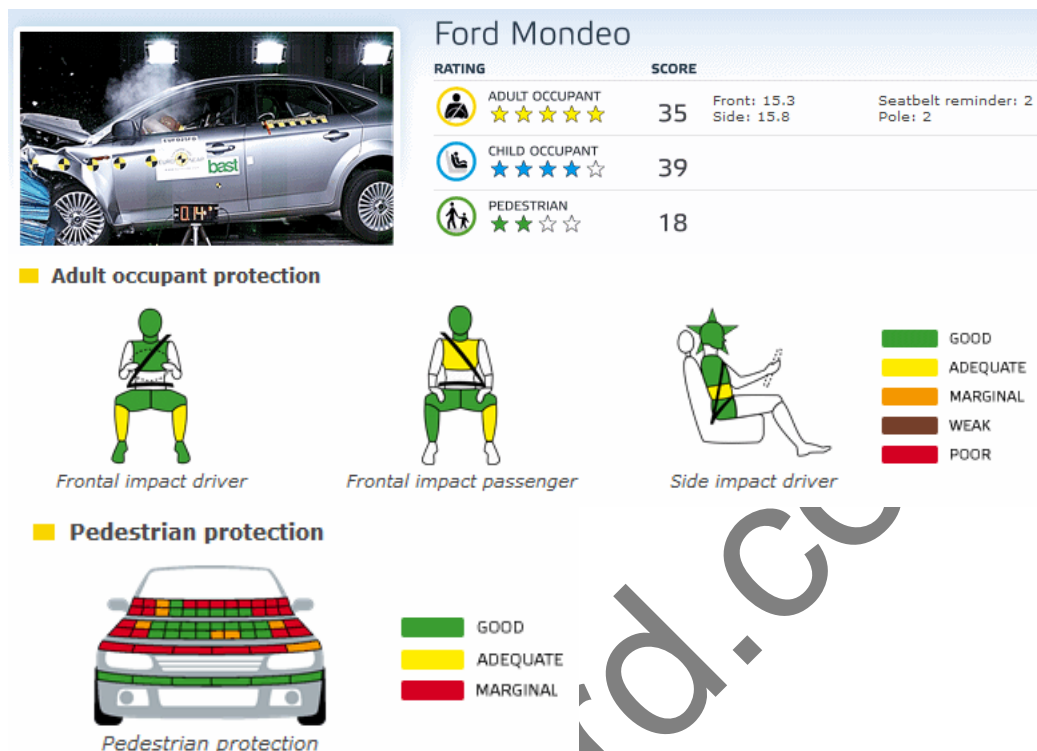 Ford Mondeo
RATING SCORE
ADULT OCCUPANT
35 Front: 15.3 Seatbelt reminder: 2
Side: 15.8 Pole: 2
CHILD OCCUPANT
39
PEDESTRIAN
18
bast
Adult occupant protection
GOOD
ADEQUATE
MARGINAL
WEAK
POOR
Frontal impact driver Frontal impact passenger Side impact driver
Pedestrian protection
GOOD
ADEQUATE
MARGINAL
Pedestrian protection
rd.co